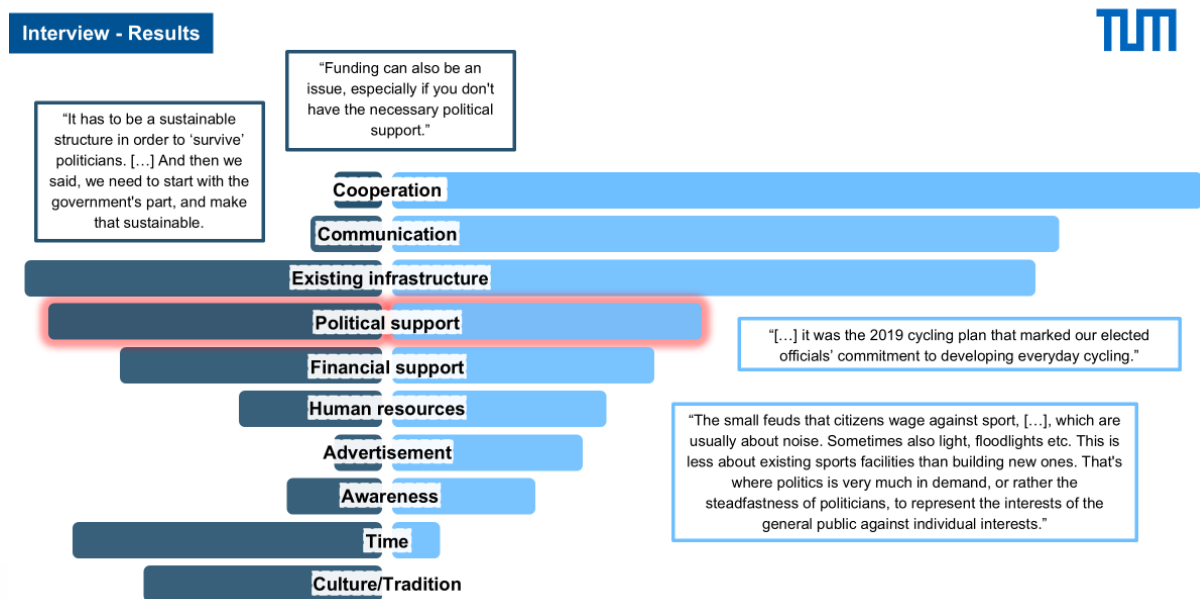 Interview - Results
TUM
“Funding can also be an
issue, especially if you don't
have the necessary political
support.”
“It has to be a sustainable
structure in order to ‘survive’
politicians. […] And then we
said, we need to start with the
government's part, and make
that sustainable.
Cooperation
Communication
Existing infrastructure
Political support
Financial support
Human resources
Advertisement
Awareness
Time
Culture/Tradition
“[…] it was the 2019 cycling plan that marked our elected
officials’ commitment to developing everyday cycling.”
“The small feuds that citizens wage against sport, […], which are
usually about noise. Sometimes also light, floodlights etc. This is
less about existing sports facilities than building new ones. That's
where politics is very much in demand, or rather the
steadfastness of politicians, to represent the interests of the
general public against individual interests.”